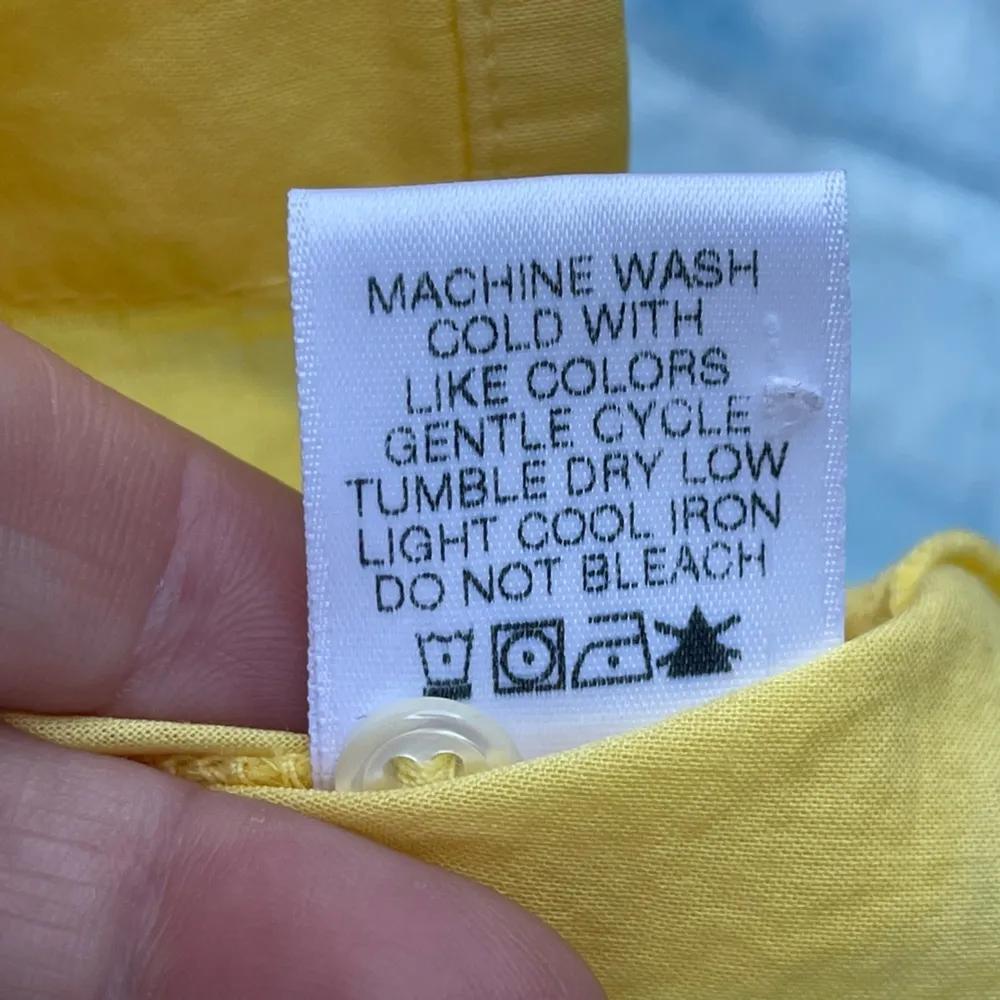 MACHINE WASH
COLD WITH
LIKE COLORS
GENTLE CYCLE
TUMBLE DRY LOW
LIGHT COOL IRON
DO NOT BLEACH